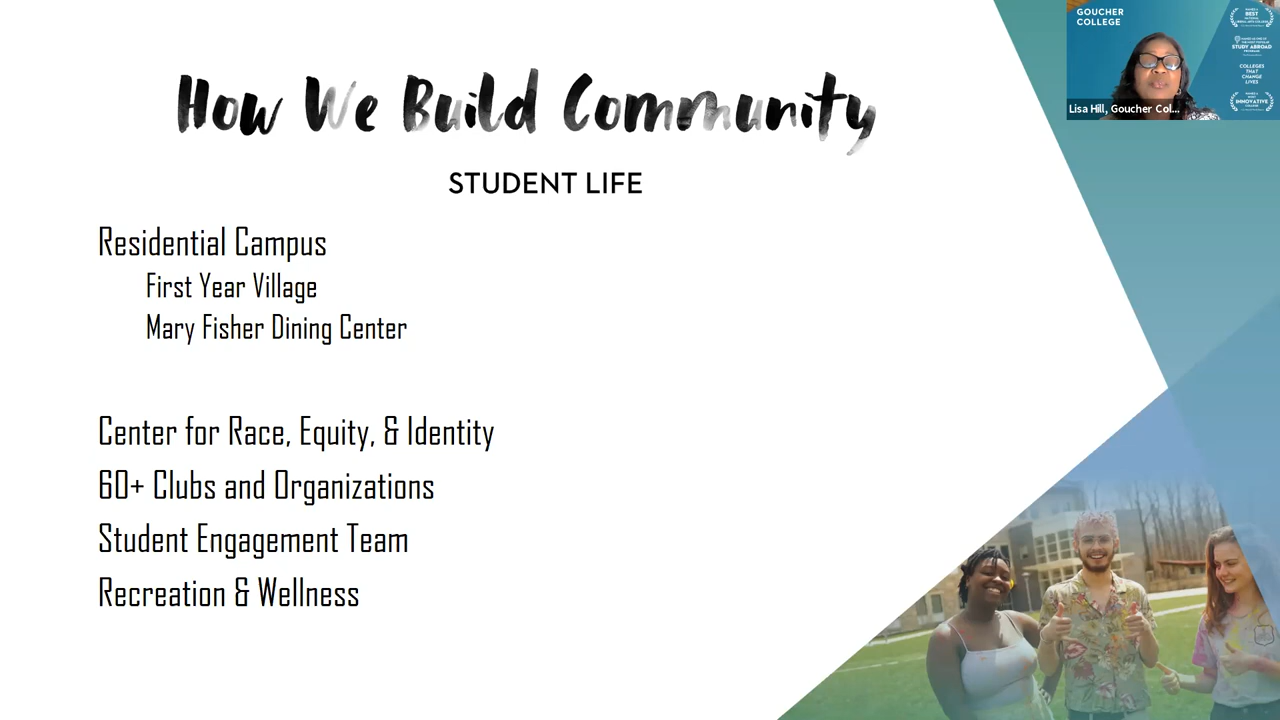 How We Build Community
STUDENT LIFE
Residential Campus
First Year Village
Mary Fisher Dining Center
Center for Race, Equity, & Identity
60+ Clubs and Organizations
Student Engagement Team
Recreation & Wellness
GOUCHER
COLLEGE
BEST
STUDY ABROAD
COLLEGES
THAT
CHANGE
LIVES
INNOVATIVE
Lisa Hill, Goucher Col...